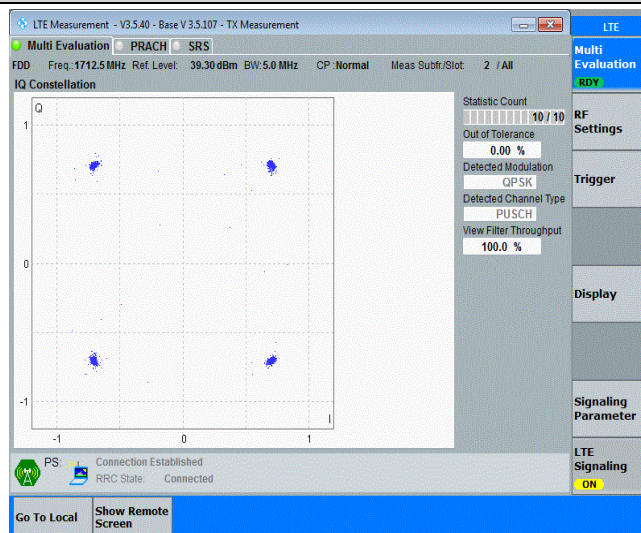 LTE Measurement - V3.5.40 - Base V 3.5.107 - TX Measurement
LTE
Multi Evaluation PRACH SRS
FDD Freq.: 1712.5 MHz Ref. Level: 39.30 dBm BW: 5.0 MHz CP : Normal Meas Subfr./Slot: 2 / All
IQ Constellation
Q
1
0
-1
-1 0 1
I
Statistic Count
10 / 10
Out of Tolerance
0.00 %
Detected Modulation
QPSK
Detected Channel Type
PUSCH
View Filter Throughput
100.0 %
Multi
Evaluation
RDY
RF
Settings
Trigger
Display
Signaling
Parameter
LTE
Signaling
ON
PS: Connection Established
RRC State: Connected
Go To Local
Show Remote
Screen